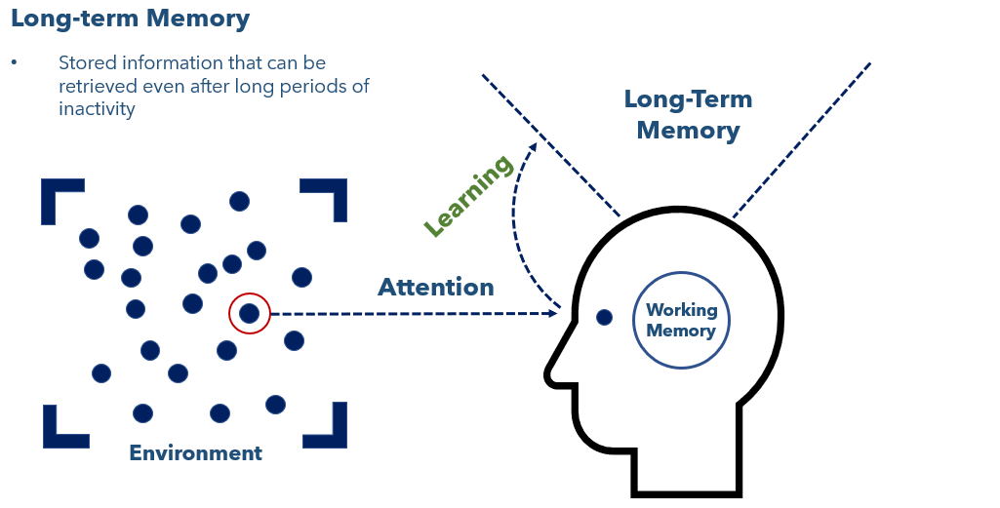 Long-term Memory
• Stored information that can be
retrieved even after long periods of
inactivity
Long-Term
Memory
Learning
Attention
Working
Memory
Environment